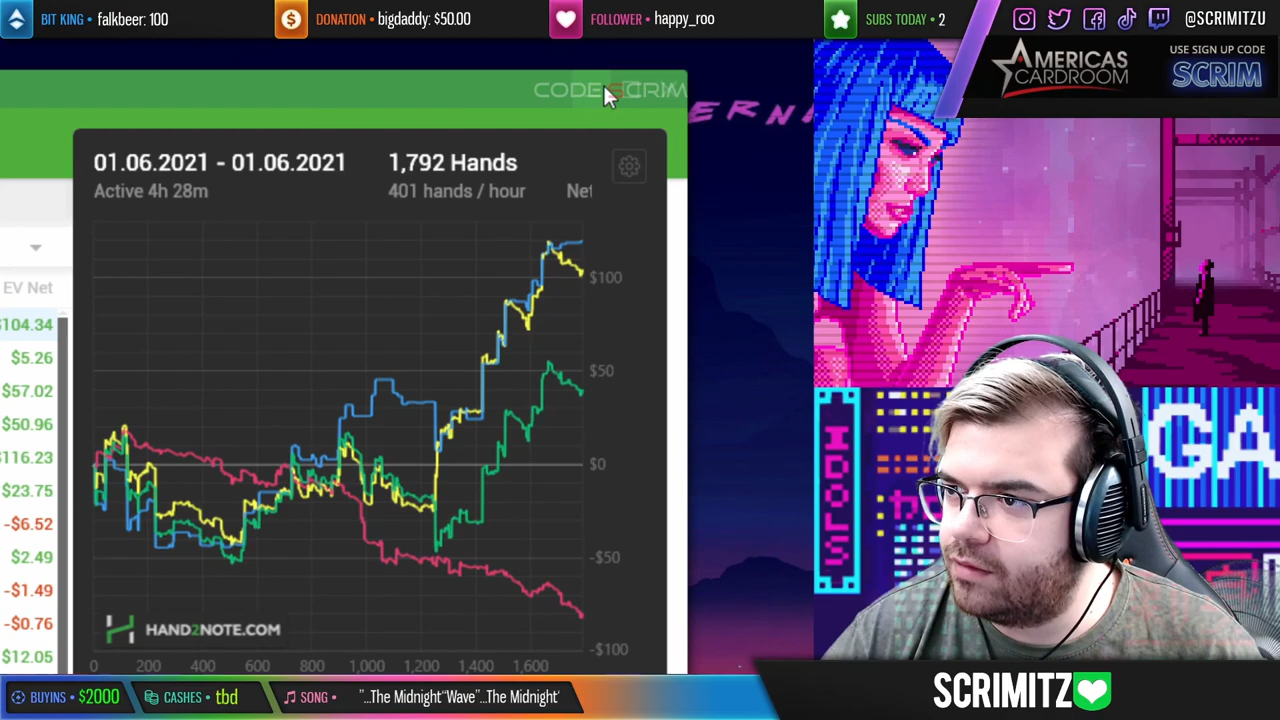 BIT KING • falkbeer: 100
DONATION • bigdaddy: $50.00
FOLLOWER • happy_roo
SUBS TODAY • 2
@SCRIMITZU
AMERICAS
CARDROOM
USE SIGN UP CODE
SCRIM
CODE SCRIM
01.06.2021 - 01.06.2021
1,792 Hands
Active 4h 28m
401 hands / hour
Net
EV Net
$104.34
$5.26
$57.02
$50.96
$116.23
$23.75
-$6.52
$2.49
-$1.49
-$0.76
$12.05
$100
$50
$0
-$50
-$100
HAND2NOTE.COM
0
200
400
600
800
1,000
1,200
1,400
1,600
IDOLS
GA
BUYINS • $2000
CASHES • tbd
SONG •
"...The Midnight"Wave"...The Midnight'
SCRIMITZ